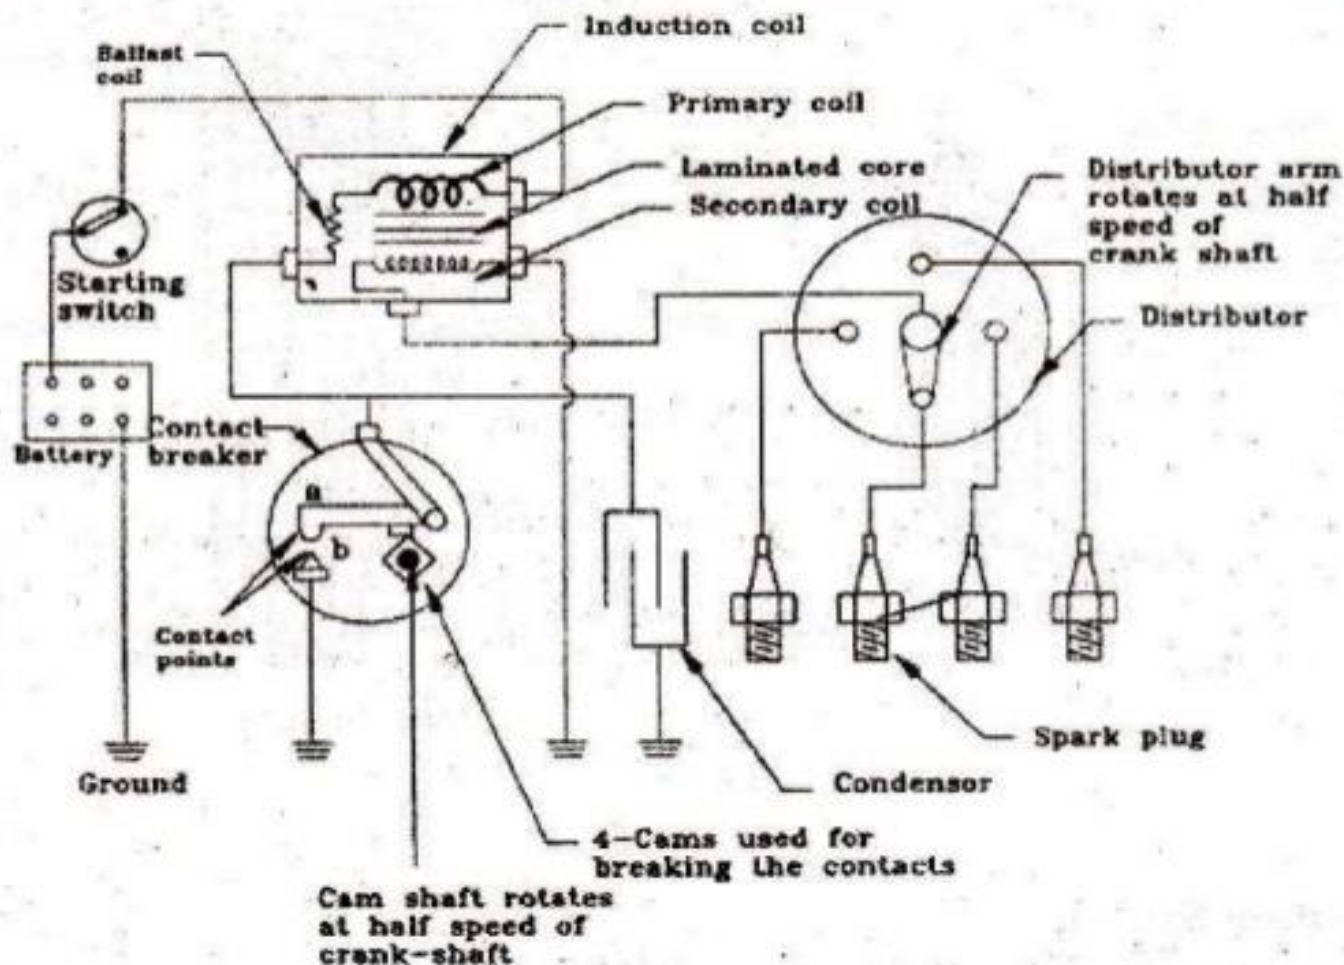 Induction coil
Ballast
coil
Primary coil
Laminated core
Secondary coil
Distributor arm
rotates at half
speed of
crank shaft
Starting
switch
Distributor
Battery
Contact
breaker
a
b
Contact
points
Ground
Spark plug
Condensor
4-Cams used for
breaking the contacts
Cam shaft rotates
at half speed of
crank-shaft